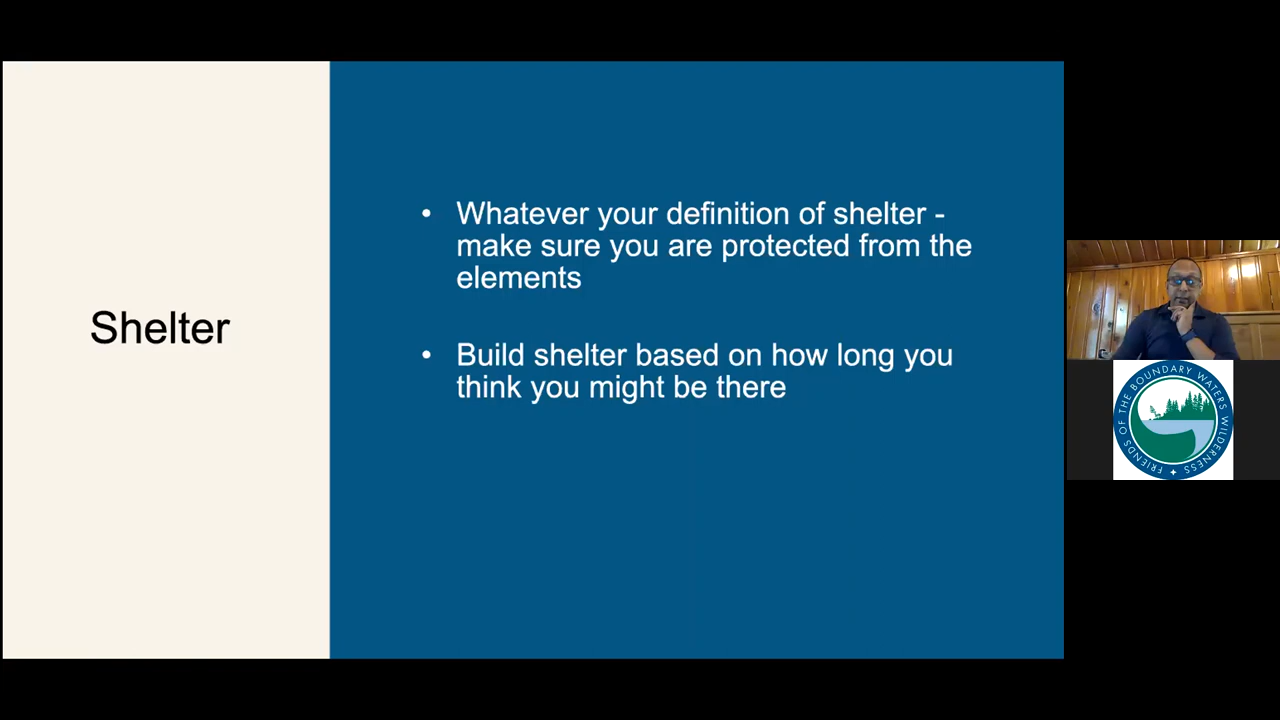 Shelter
• Whatever your definition of shelter -
make sure you are protected from the
elements
• Build shelter based on how long you
think you might be there
FRIENDS OF THE BOUNDARY WATERS WILDERNESS